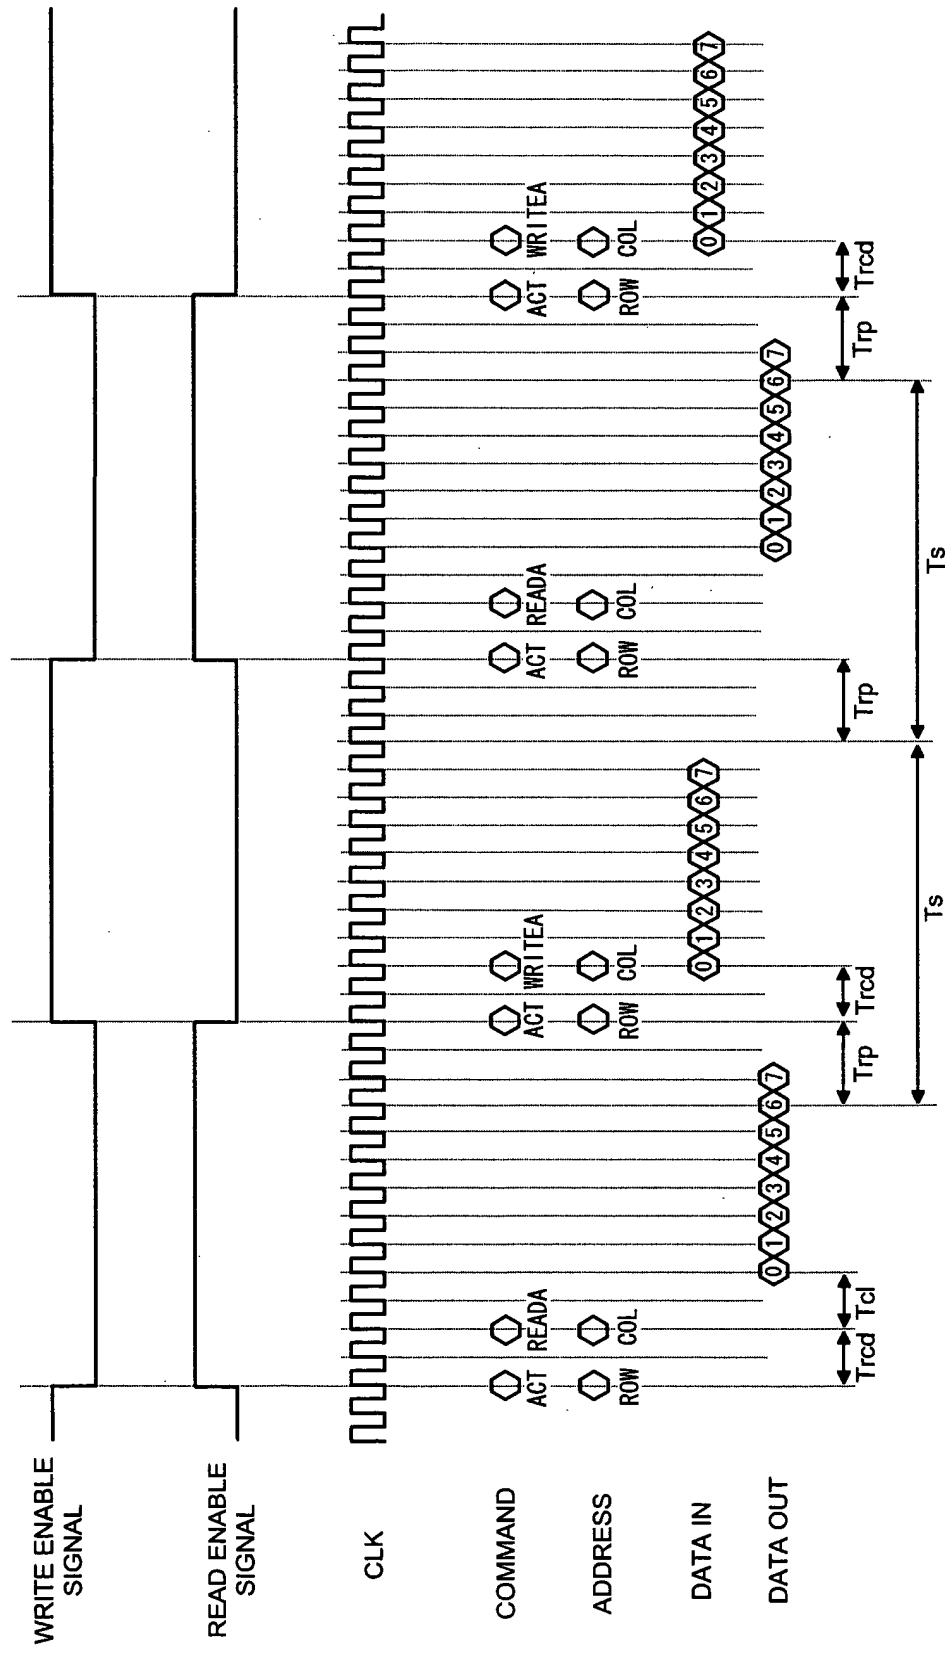 WRITE ENABLE
SIGNAL
READ ENABLE
SIGNAL
CLK
COMMAND
ACT READA ACT WRITEA ACT READA ACT WRITEA
ADDRESS
ROW COL ROW COL ROW COL ROW COL
DATA IN
0 1 2 3 4 5 6 7 0 1 2 3 4 5 6 7
DATA OUT
0 1 2 3 4 5 6 7 0 1 2 3 4 5 6 7
Trcd Tcl Trp Trcd Trp Trp Trcd
Ts Ts